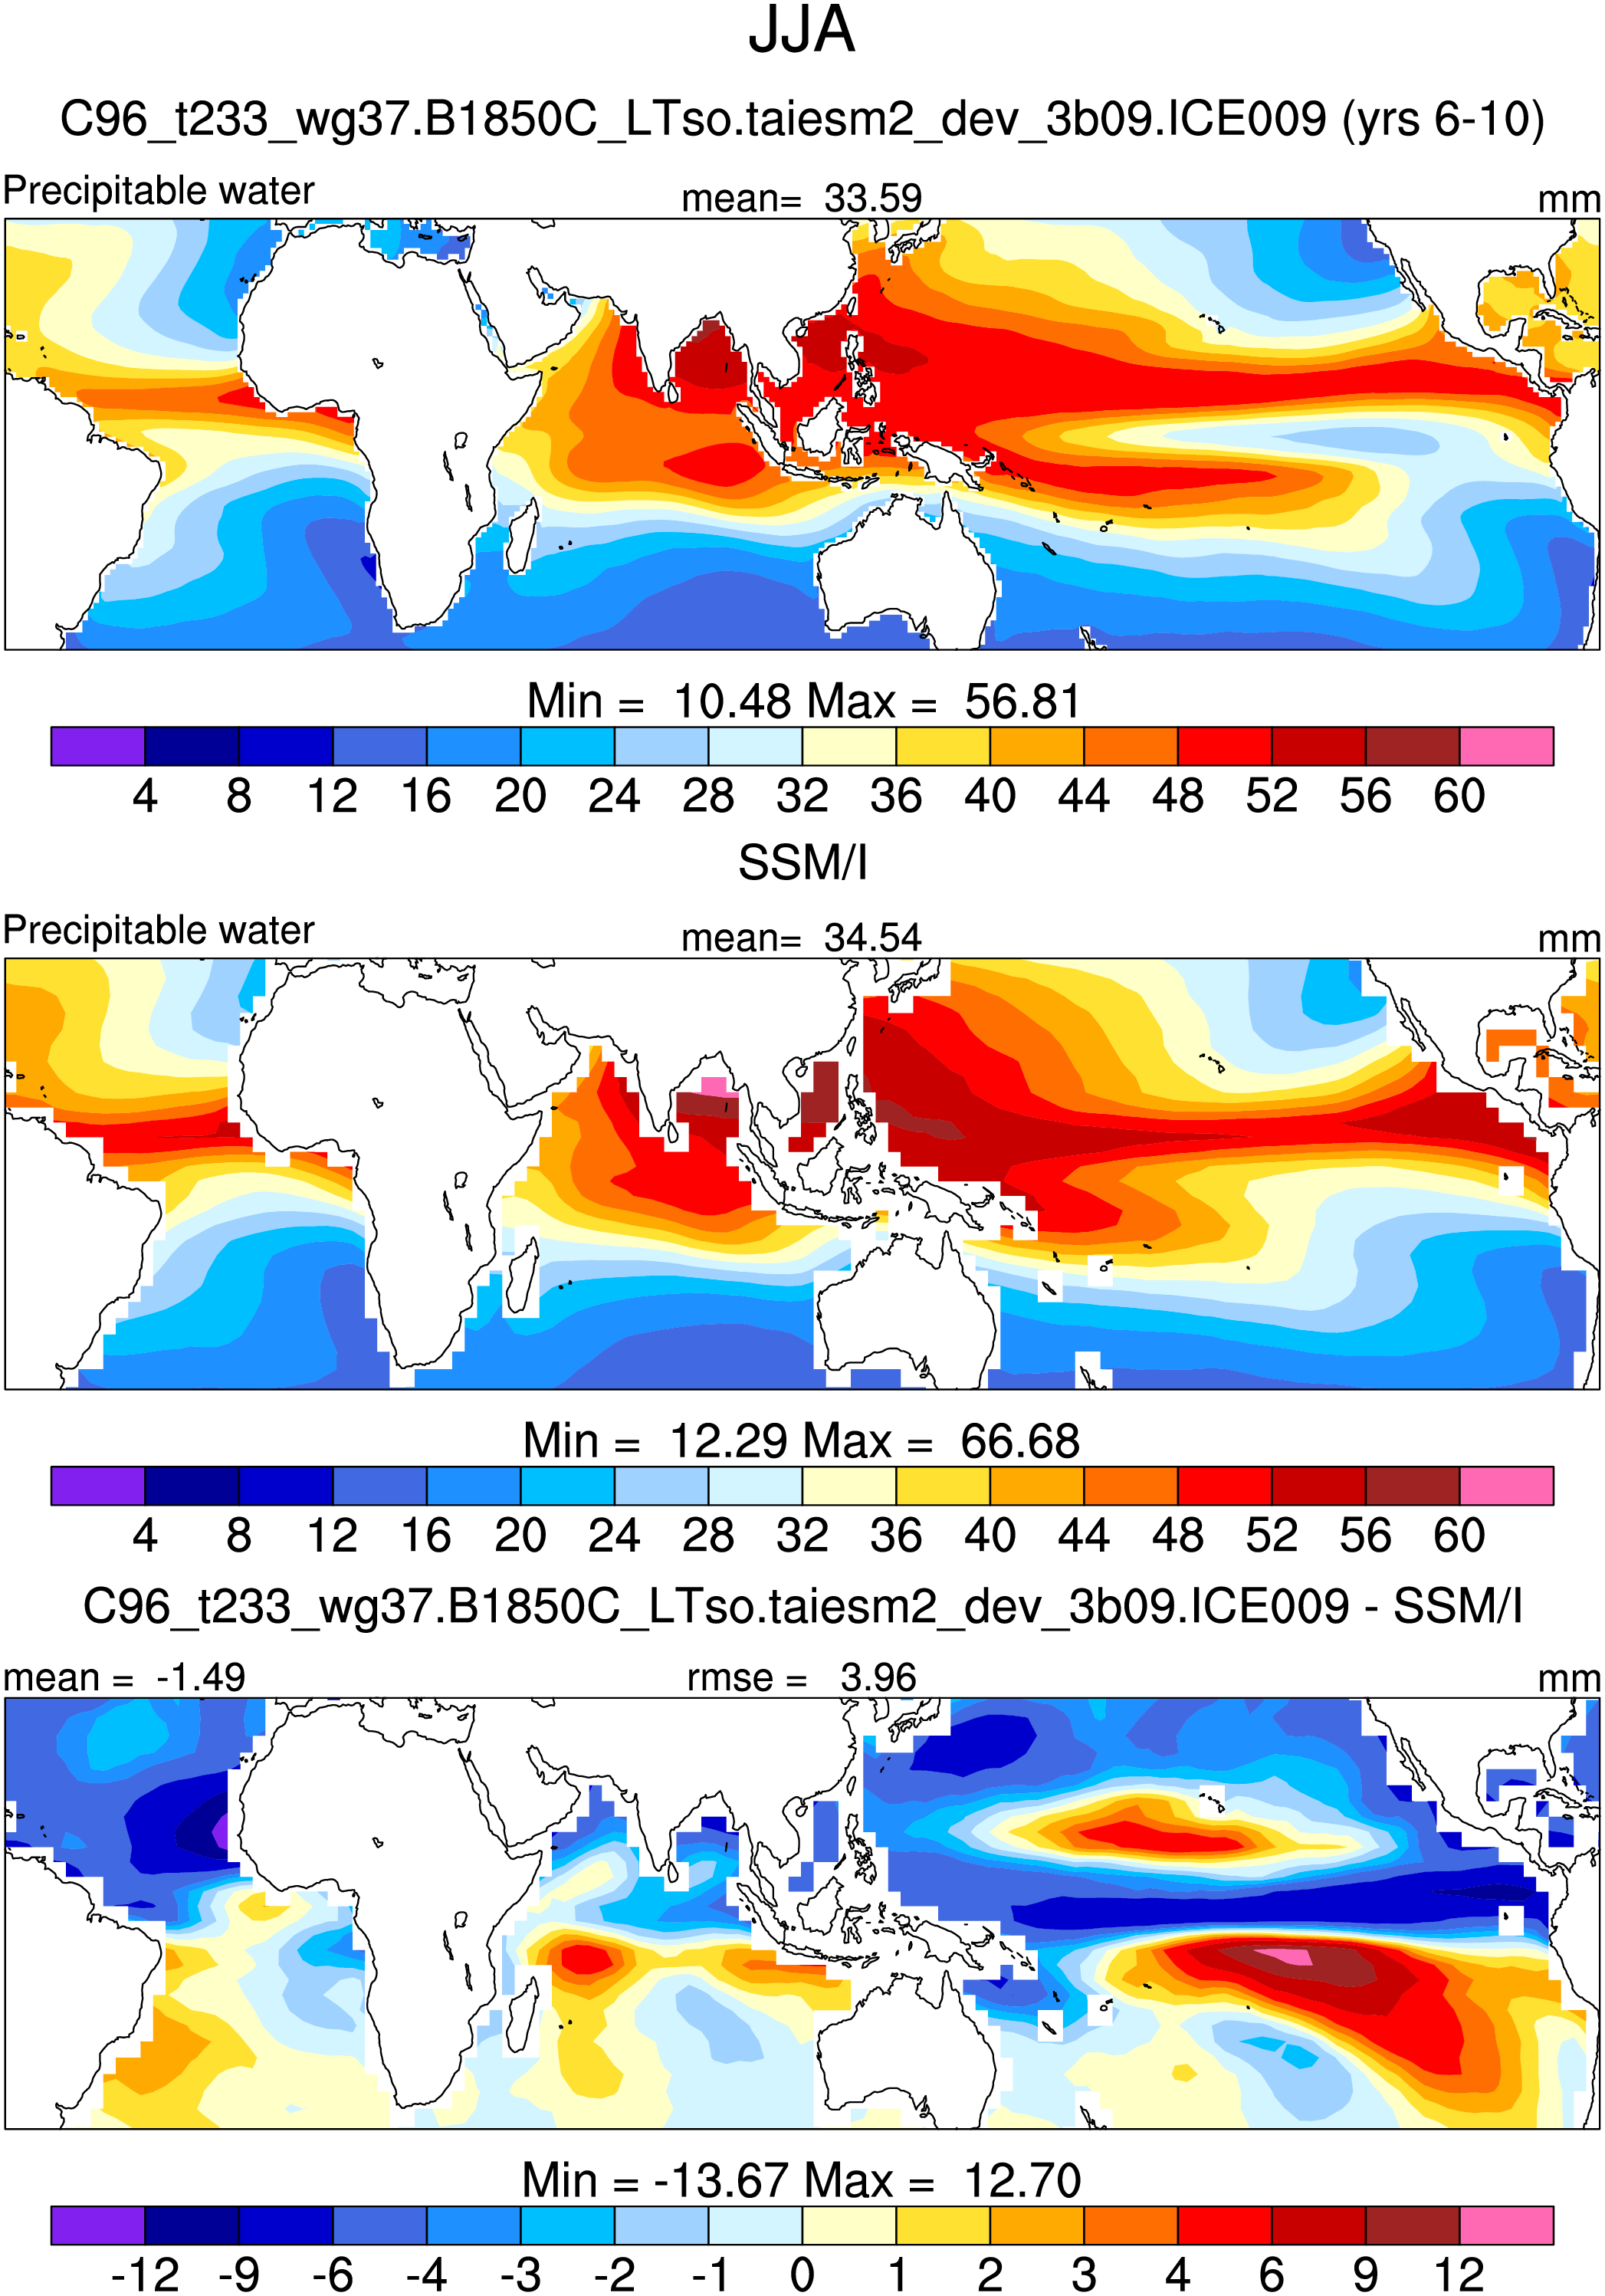 JJA
C96_t233_wg37.B1850C_LTso.taiesm2_dev_3b09.ICE009 (yrs 6-10)
Precipitable water mean= 33.59 mm
Min = 10.48 Max = 56.81
4 8 12 16 20 24 28 32 36 40 44 48 52 56 60
SSM/I
Precipitable water mean= 34.54 mm
Min = 12.29 Max = 66.68
4 8 12 16 20 24 28 32 36 40 44 48 52 56 60
C96_t233_wg37.B1850C_LTso.taiesm2_dev_3b09.ICE009 - SSM/I
mean = -1.49 rmse = 3.96 mm
Min = -13.67 Max = 12.70
-12 -9 -6 -4 -3 -2 -1 0 1 2 3 4 6 9 12